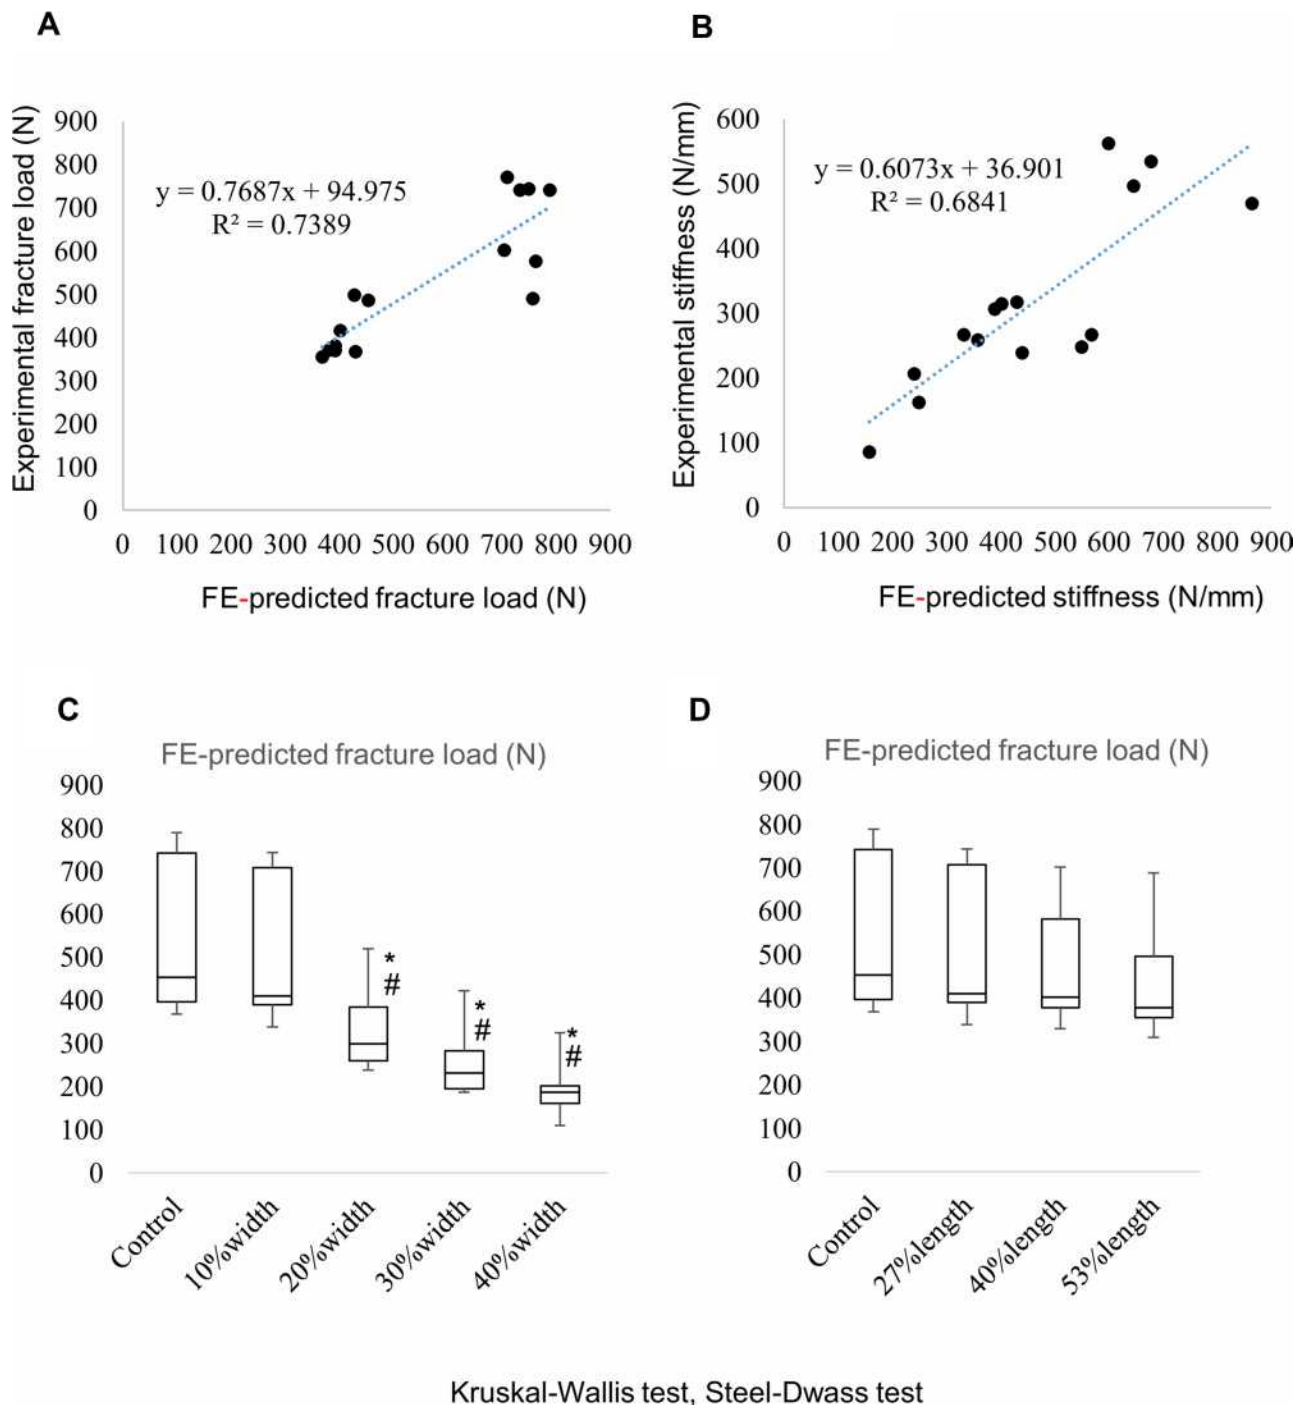 A
Experimental fracture load (N)
900
800
700
600
500
400
300
200
100
0
y = 0.7687x + 94.975
R² = 0.7389
0 100 200 300 400 500 600 700 800 900
FE-predicted fracture load (N)
B
Experimental stiffness (N/mm)
600
500
400
300
200
100
0
y = 0.6073x + 36.901
R² = 0.6841
0 100 200 300 400 500 600 700 800 900
FE-predicted stiffness (N/mm)
C
FE-predicted fracture load (N)
900
800
700
600
500
400
300
200
100
0
*
#
*
#
*
#
Control
10%width
20%width
30%width
40%width
D
FE-predicted fracture load (N)
900
800
700
600
500
400
300
200
100
0
Control
27%length
40%length
53%length
Kruskal-Wallis test, Steel-Dwass test